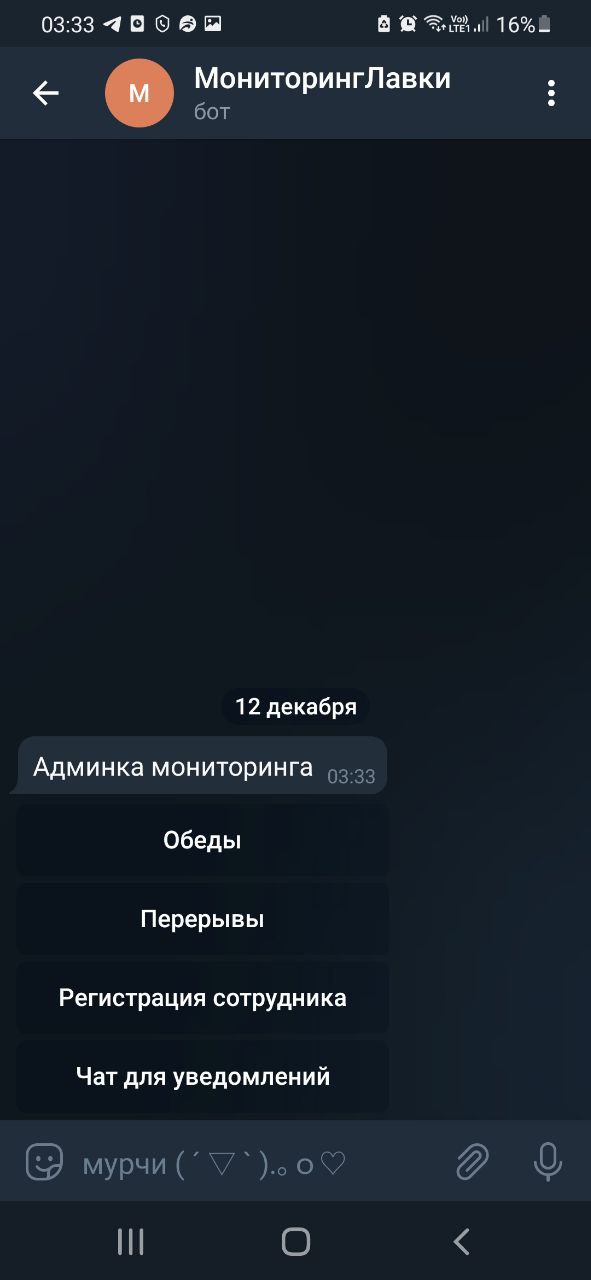 03:33
Vo)) LTE1 16%
М
МониторингЛавки
бот
12 декабря
Админка мониторинга 03:33
Обеды
Перерывы
Регистрация сотрудника
Чат для уведомлений
мурчи (´▽`).｡ｏ♡